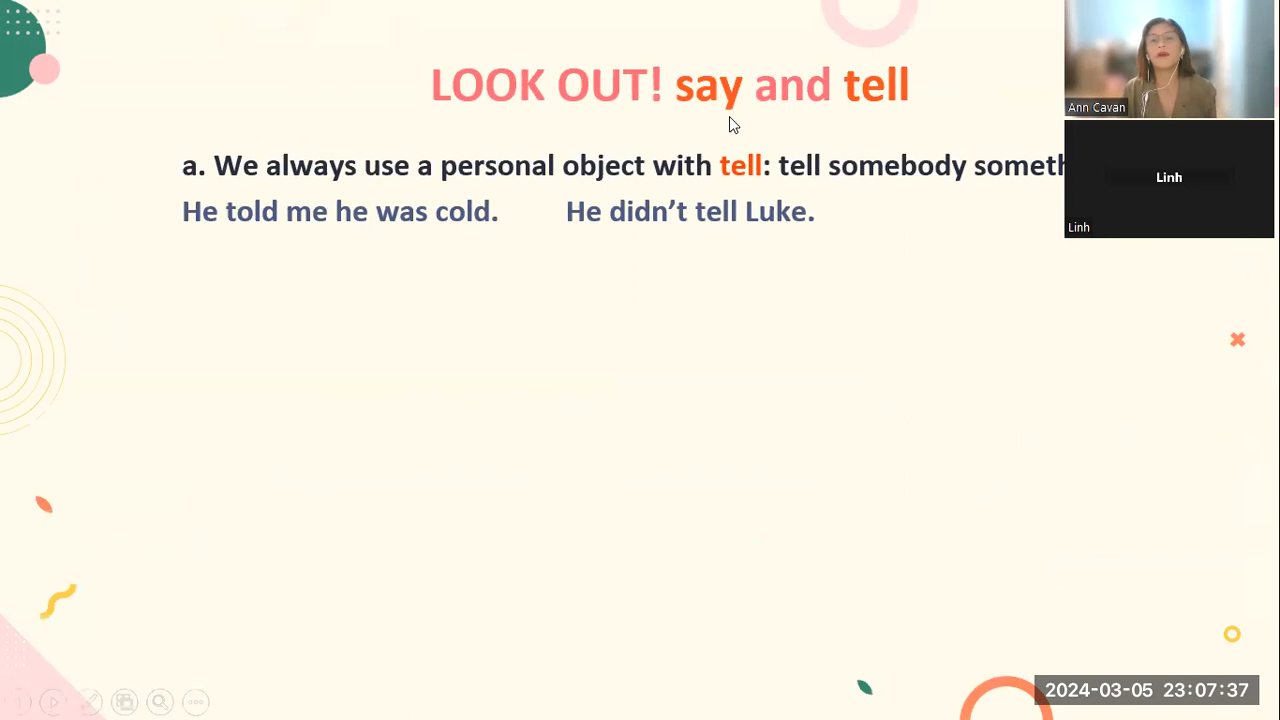 LOOK OUT! say and tell
Ann Cavan
a. We always use a personal object with tell: tell somebody someth
Linh
He told me he was cold. He didn't tell Luke.
Linh
2024-03-05 23:07:37